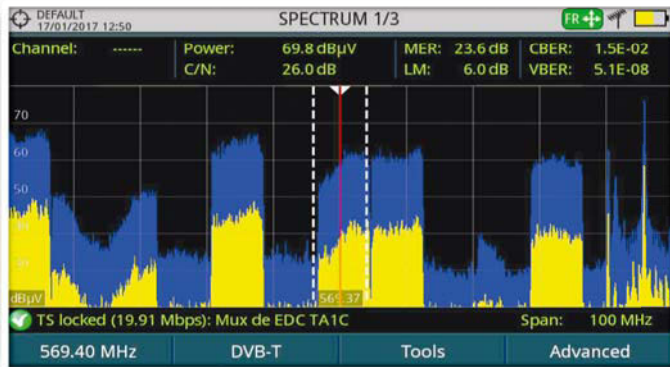 DEFAULT
17/01/2017 12:50
SPECTRUM 1/3
FR
Channel: ------ Power: 69.8 dBµV MER: 23.6 dB CBER: 1.5E-02
C/N: 26.0 dB LM: 6.0 dB VBER: 5.1E-08
70
60
50
dBµV
569.37
TS locked (19.91 Mbps): Mux de EDC TA1C Span: 100 MHz
569.40 MHz DVB-T Tools Advanced